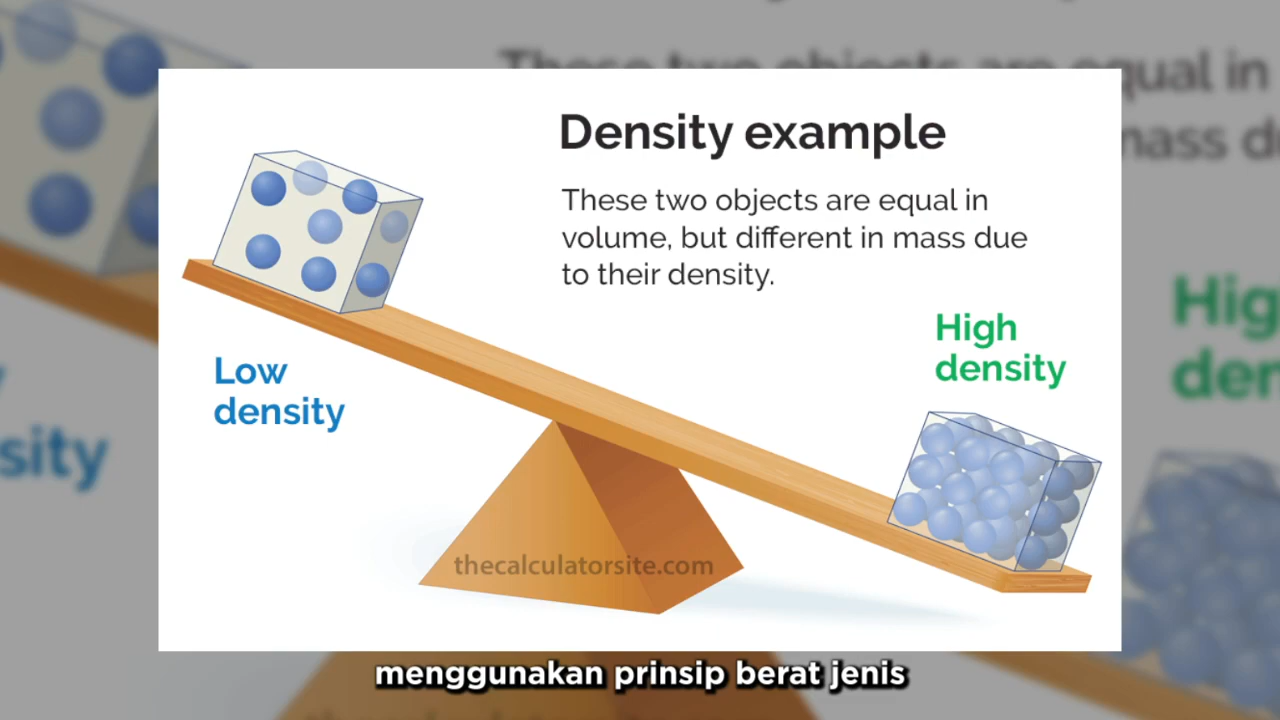 Density example
These two objects are equal in
volume, but different in mass due
to their density.
High
density
Low
density
thecalculatorsite.com
menggunakan prinsip berat jenis